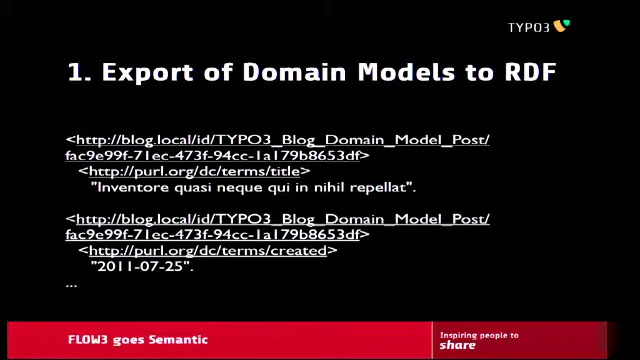 TYPO3
1. Export of Domain Models to RDF
<http://blog.local/id/TYPO3_Blog_Domain_Model_Post/
fac9e99f-71ec-473f-94cc-1a179b8653df>
<http://purl.org/dc/terms/title>
"Inventore quasi neque qui in nihil repellat".
<http://blog.local/id/TYPO3_Blog_Domain_Model_Post/
fac9e99f-71ec-473f-94cc-1a179b8653df>
<http://purl.org/dc/terms/created>
"2011-07-25".
...
FLOW3 goes Semantic
Inspiring people to
share